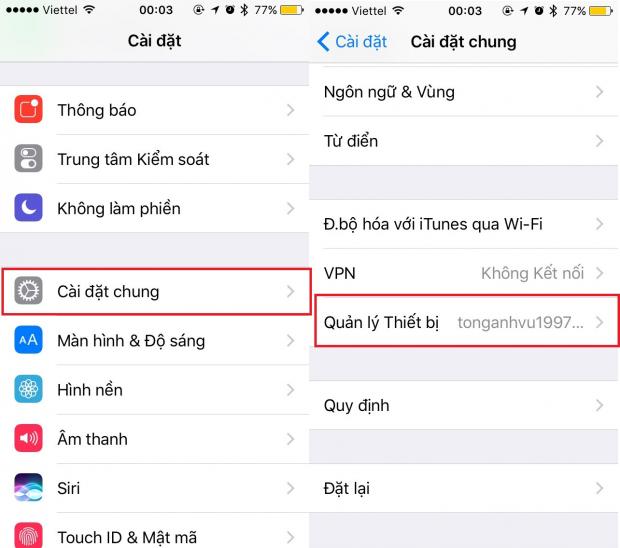 Viettel 00:03 77%
Cài đặt
Thông báo
Trung tâm Kiểm soát
Không làm phiền
Cài đặt chung
Màn hình & Độ sáng
AA
Hình nền
Âm thanh
Siri
Touch ID & Mật mã
Viettel 00:03 77%
Cài đặt Cài đặt chung
Ngôn ngữ & Vùng
Từ điển
Đ.bộ hóa với iTunes qua Wi-Fi
VPN Không Kết nối
Quản lý Thiết bị tonganhvu1997...
Quy định
Đặt lại